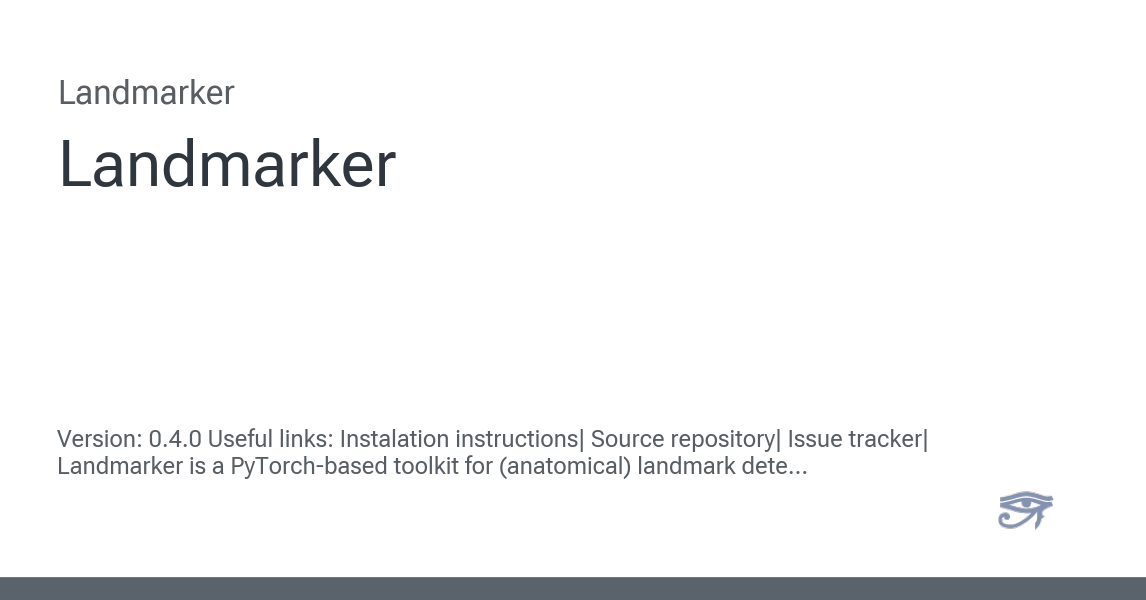 Landmarker
Landmarker
Version: 0.4.0 Useful links: Instalation instructions| Source repository| Issue tracker|
Landmarker is a PyTorch-based toolkit for (anatomical) landmark dete...